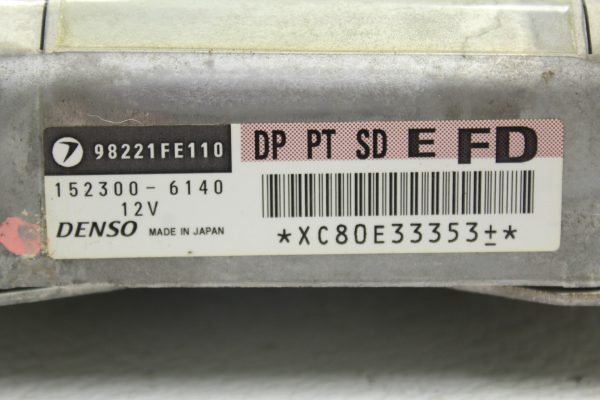 98221FE110 DP PT SD E FD
152300-6140
12V
DENSO MADE IN JAPAN
*XC80E33353±*